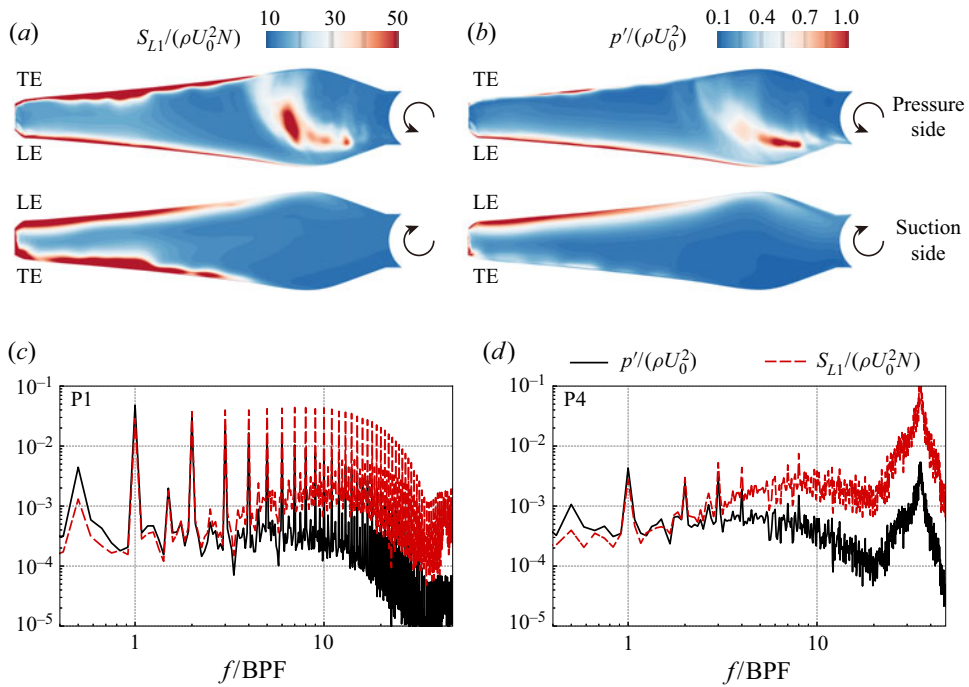 (a) S_{L1}/(ρU_0^2N) 10 30 50
(b) p′/(ρU_0^2) 0.1 0.4 0.7 1.0
TE TE
Pressure side
LE LE
LE LE
Suction side
TE TE
(c) (d) p′/(ρU_0^2) S_{L1}/(ρU_0^2N)
10^{-1} P1 10^{-1} P4
10^{-2} 10^{-2}
10^{-3} 10^{-3}
10^{-4} 10^{-4}
10^{-5} 10^{-5}
1 10 1 10
f/BPF f/BPF